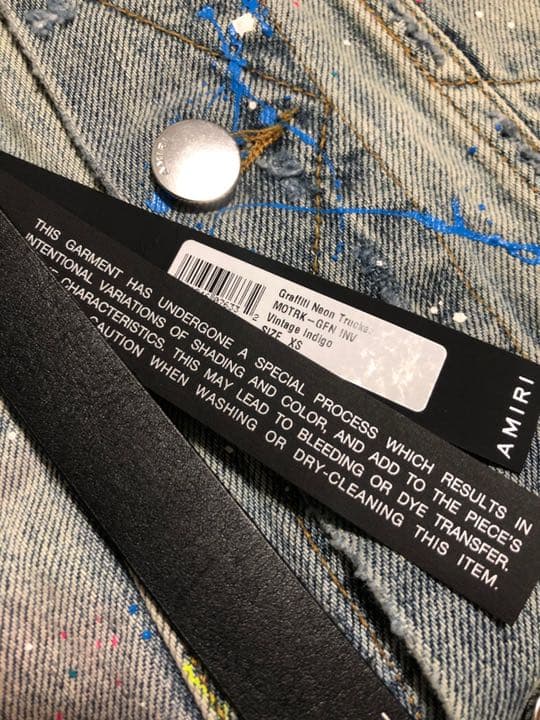 AMIRI
Graffiti Neon Trucke
MOTRK-GFN INV
Vintage Indigo
SIZE XS
AMIRI
THIS GARMENT HAS UNDERGONE A SPECIAL PROCESS WHICH RESULTS IN
INTENTIONAL VARIATIONS OF SHADING AND COLOR, AND ADD TO THE PIECE'S
CHARACTERISTICS. THIS MAY LEAD TO BLEEDING OR DYE TRANSFER.
CAUTION WHEN WASHING OR DRY-CLEANING THIS ITEM.